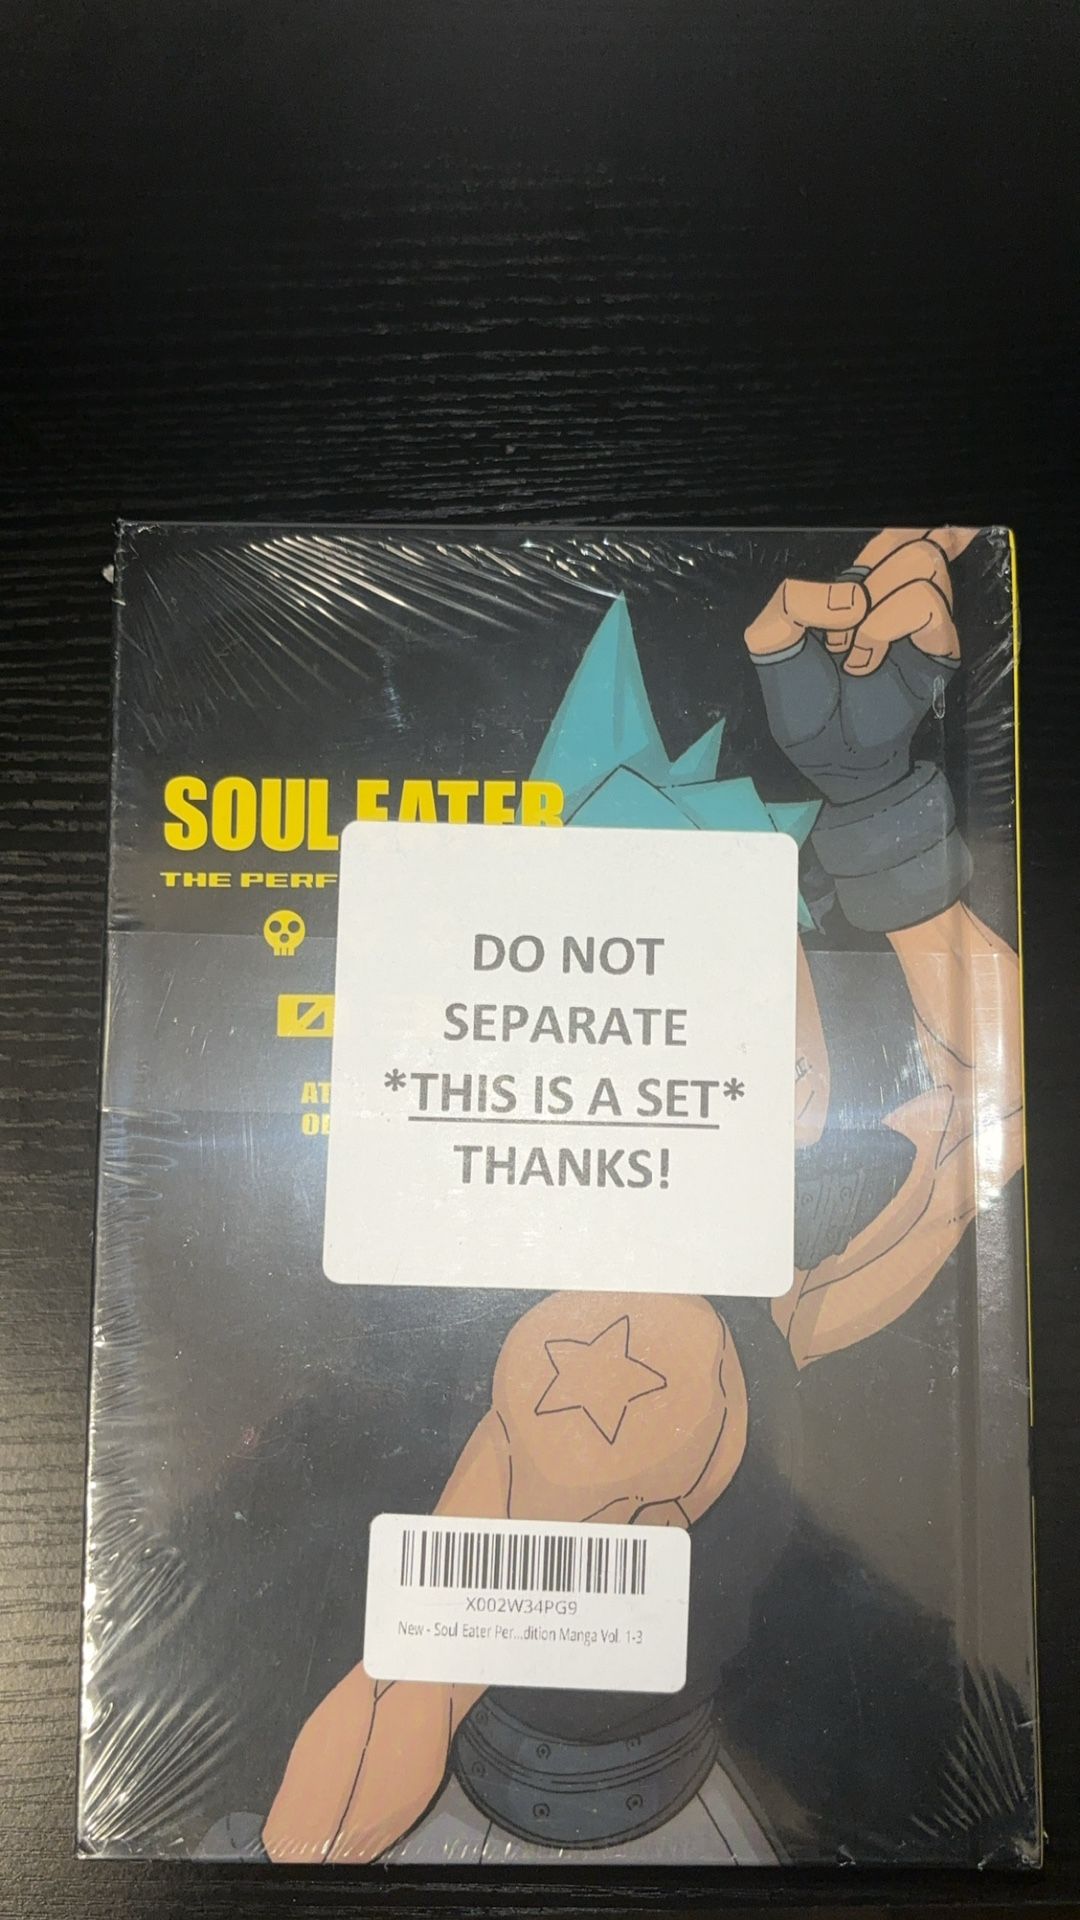 SOUL EATER
THE PERF
AT
DO NOT
SEPARATE
*THIS IS A SET*
THANKS!
X002W34PG9
New - Soul Eater Per...dition Manga Vol. 1-3